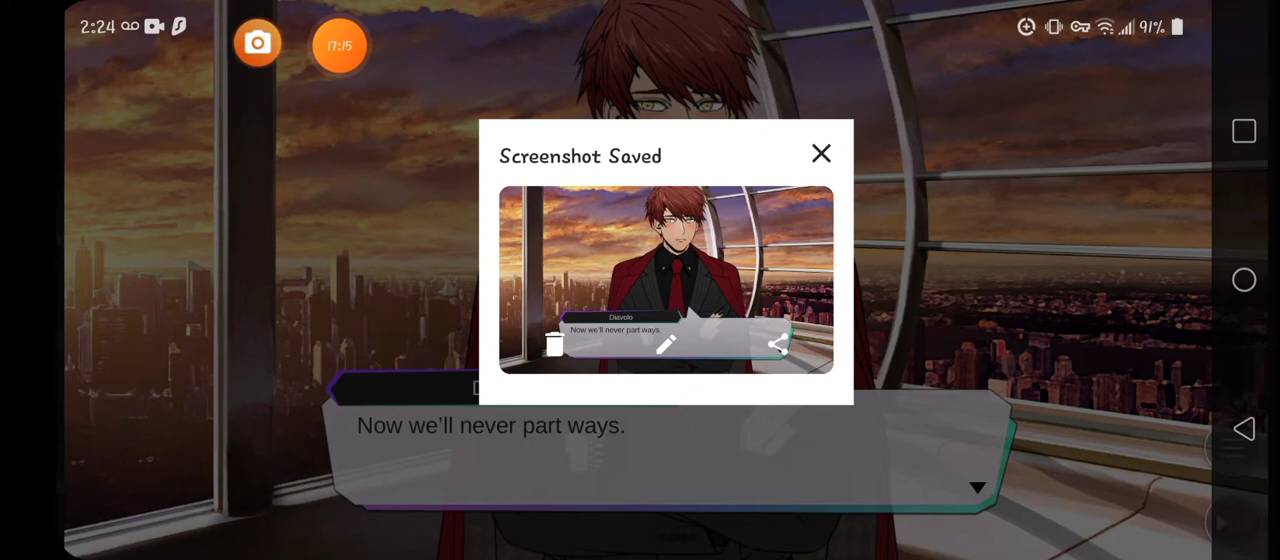 2:24
17:15
91%
Screenshot Saved
Diavolo
Now we'll never part ways.
D
Now we'll never part ways.